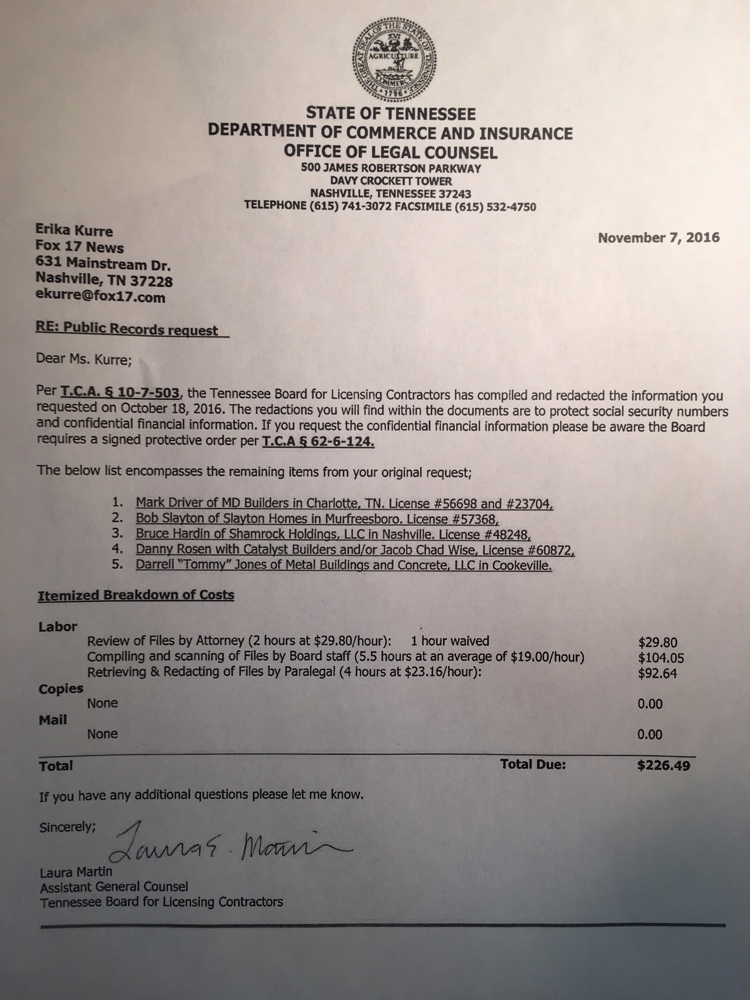 THE GREAT SEAL OF THE STATE OF TENNESSEE
XVI
AGRICULTURE
COMMERCE
1796
STATE OF TENNESSEE
DEPARTMENT OF COMMERCE AND INSURANCE
OFFICE OF LEGAL COUNSEL
500 JAMES ROBERTSON PARKWAY
DAVY CROCKETT TOWER
NASHVILLE, TENNESSEE 37243
TELEPHONE (615) 741-3072 FACSIMILE (615) 532-4750
Erika Kurre
Fox 17 News
631 Mainstream Dr.
Nashville, TN 37228
ekurre@fox17.com
November 7, 2016
RE: Public Records request
Dear Ms. Kurre;
Per T.C.A. § 10-7-503, the Tennessee Board for Licensing Contractors has compiled and redacted the information you
requested on October 18, 2016. The redactions you will find within the documents are to protect social security numbers
and confidential financial information. If you request the confidential financial information please be aware the Board
requires a signed protective order per T.C.A § 62-6-124.
The below list encompasses the remaining items from your original request;
1. Mark Driver of MD Builders in Charlotte, TN. License #56698 and #23704,
2. Bob Slayton of Slayton Homes in Murfreesboro. License #57368,
3. Bruce Hardin of Shamrock Holdings, LLC in Nashville. License #48248,
4. Danny Rosen with Catalyst Builders and/or Jacob Chad Wise, License #60872,
5. Darrell "Tommy" Jones of Metal Buildings and Concrete, LLC in Cookeville.
Itemized Breakdown of Costs
Labor
Review of Files by Attorney (2 hours at $29.80/hour): 1 hour waived $29.80
Compiling and scanning of Files by Board staff (5.5 hours at an average of $19.00/hour) $104.05
Retrieving & Redacting of Files by Paralegal (4 hours at $23.16/hour): $92.64
Copies
None 0.00
Mail
None 0.00
Total Total Due: $226.49
If you have any additional questions please let me know.
Sincerely;
Laura E. Martin
Laura Martin
Assistant General Counsel
Tennessee Board for Licensing Contractors